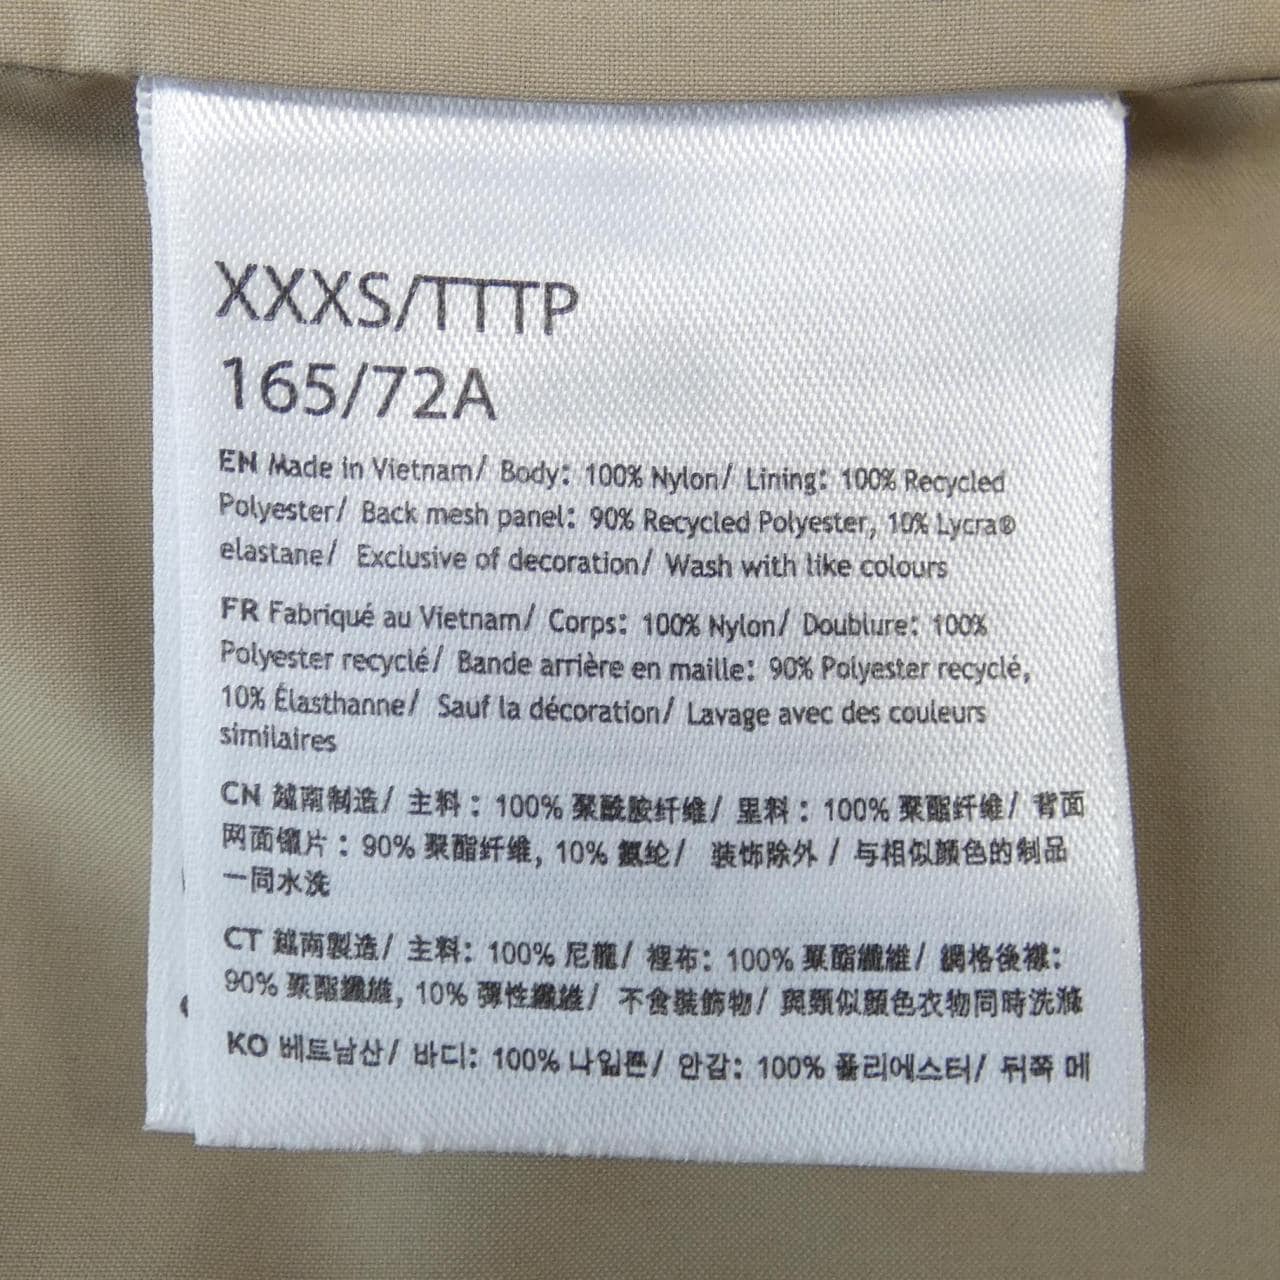 XXXS/TTTP
165/72A
EN Made in Vietnam/ Body: 100% Nylon/ Lining: 100% Recycled
Polyester/ Back mesh panel: 90% Recycled Polyester, 10% Lycra®
elastane/ Exclusive of decoration/ Wash with like colours
FR Fabriqué au Vietnam/ Corps: 100% Nylon/ Doublure: 100%
Polyester recyclé/ Bande arrière en maille: 90% Polyester recyclé,
10% Élasthanne/ Sauf la décoration/ Lavage avec des couleurs
similaires
CN 越南制造/ 主料：100% 聚酰胺纤维/ 里料：100% 聚酯纤维/ 背面
网面镶片：90% 聚酯纤维, 10% 氨纶/ 装饰除外 / 与相似颜色的制品
一同水洗
CT 越南製造/ 主料: 100% 尼龍/ 裡布: 100% 聚酯纖維/ 網格後襟:
90% 聚酯纖維, 10% 彈性纖維/ 不含裝飾物/ 與類似顏色衣物同時洗滌
KO 베트남산/ 바디: 100% 나일론/ 안감: 100% 폴리에스터/ 뒤쪽 메